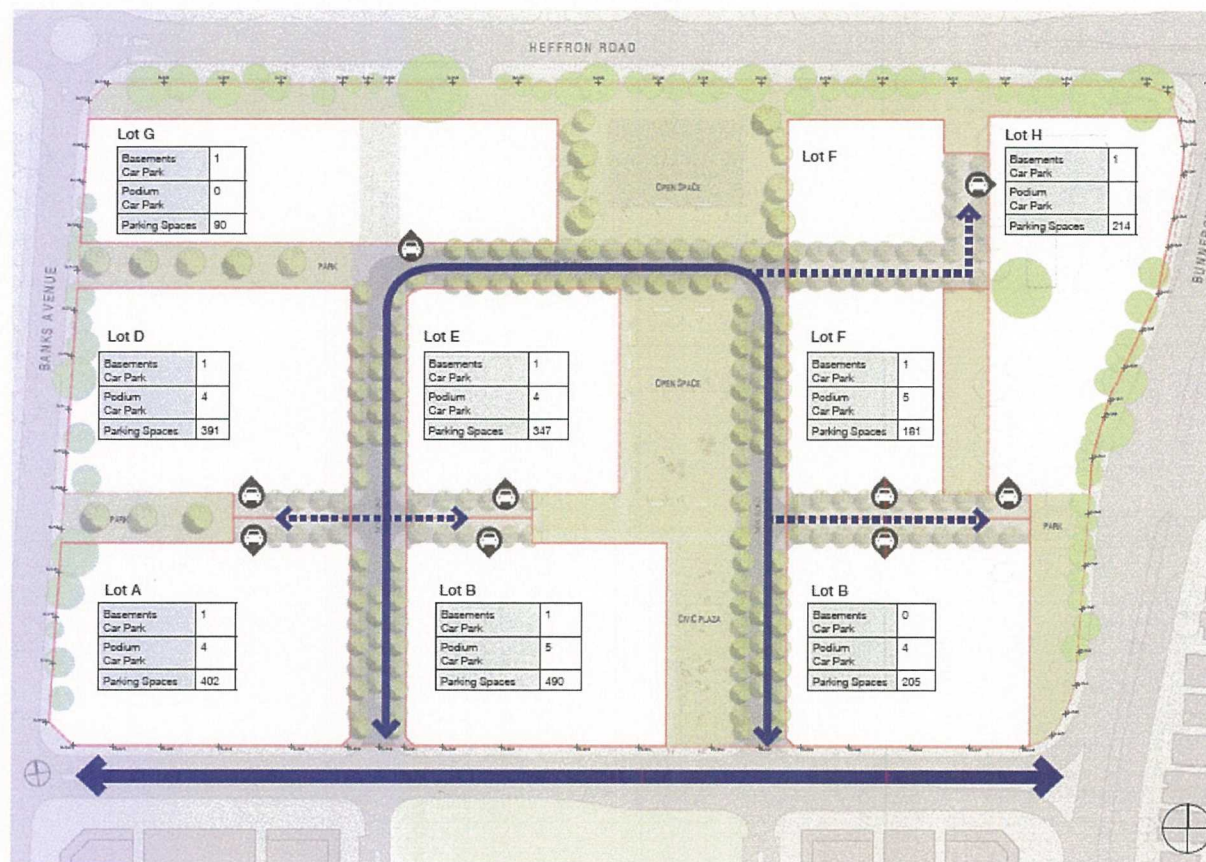 HEFFRON ROAD
Lot G
Basements 1
Car Park
Podium 0
Car Park
Parking Spaces 90
OPEN SPACE
Lot F
Lot H
Basements 1
Car Park
Podium
Car Park
Parking Spaces 214
BANKS AVENUE
PARK
Lot D
Basements 1
Car Park
Podium 4
Car Park
Parking Spaces 391
Lot E
Basements 1
Car Park
Podium 4
Car Park
Parking Spaces 347
OPEN SPACE
Lot F
Basements 1
Car Park
Podium 5
Car Park
Parking Spaces 181
PARK
PARK
Lot A
Basements 1
Car Park
Podium 4
Car Park
Parking Spaces 402
Lot B
Basements 1
Car Park
Podium 5
Car Park
Parking Spaces 490
CIVIC PLAZA
Lot B
Basements 0
Car Park
Podium 4
Car Park
Parking Spaces 205